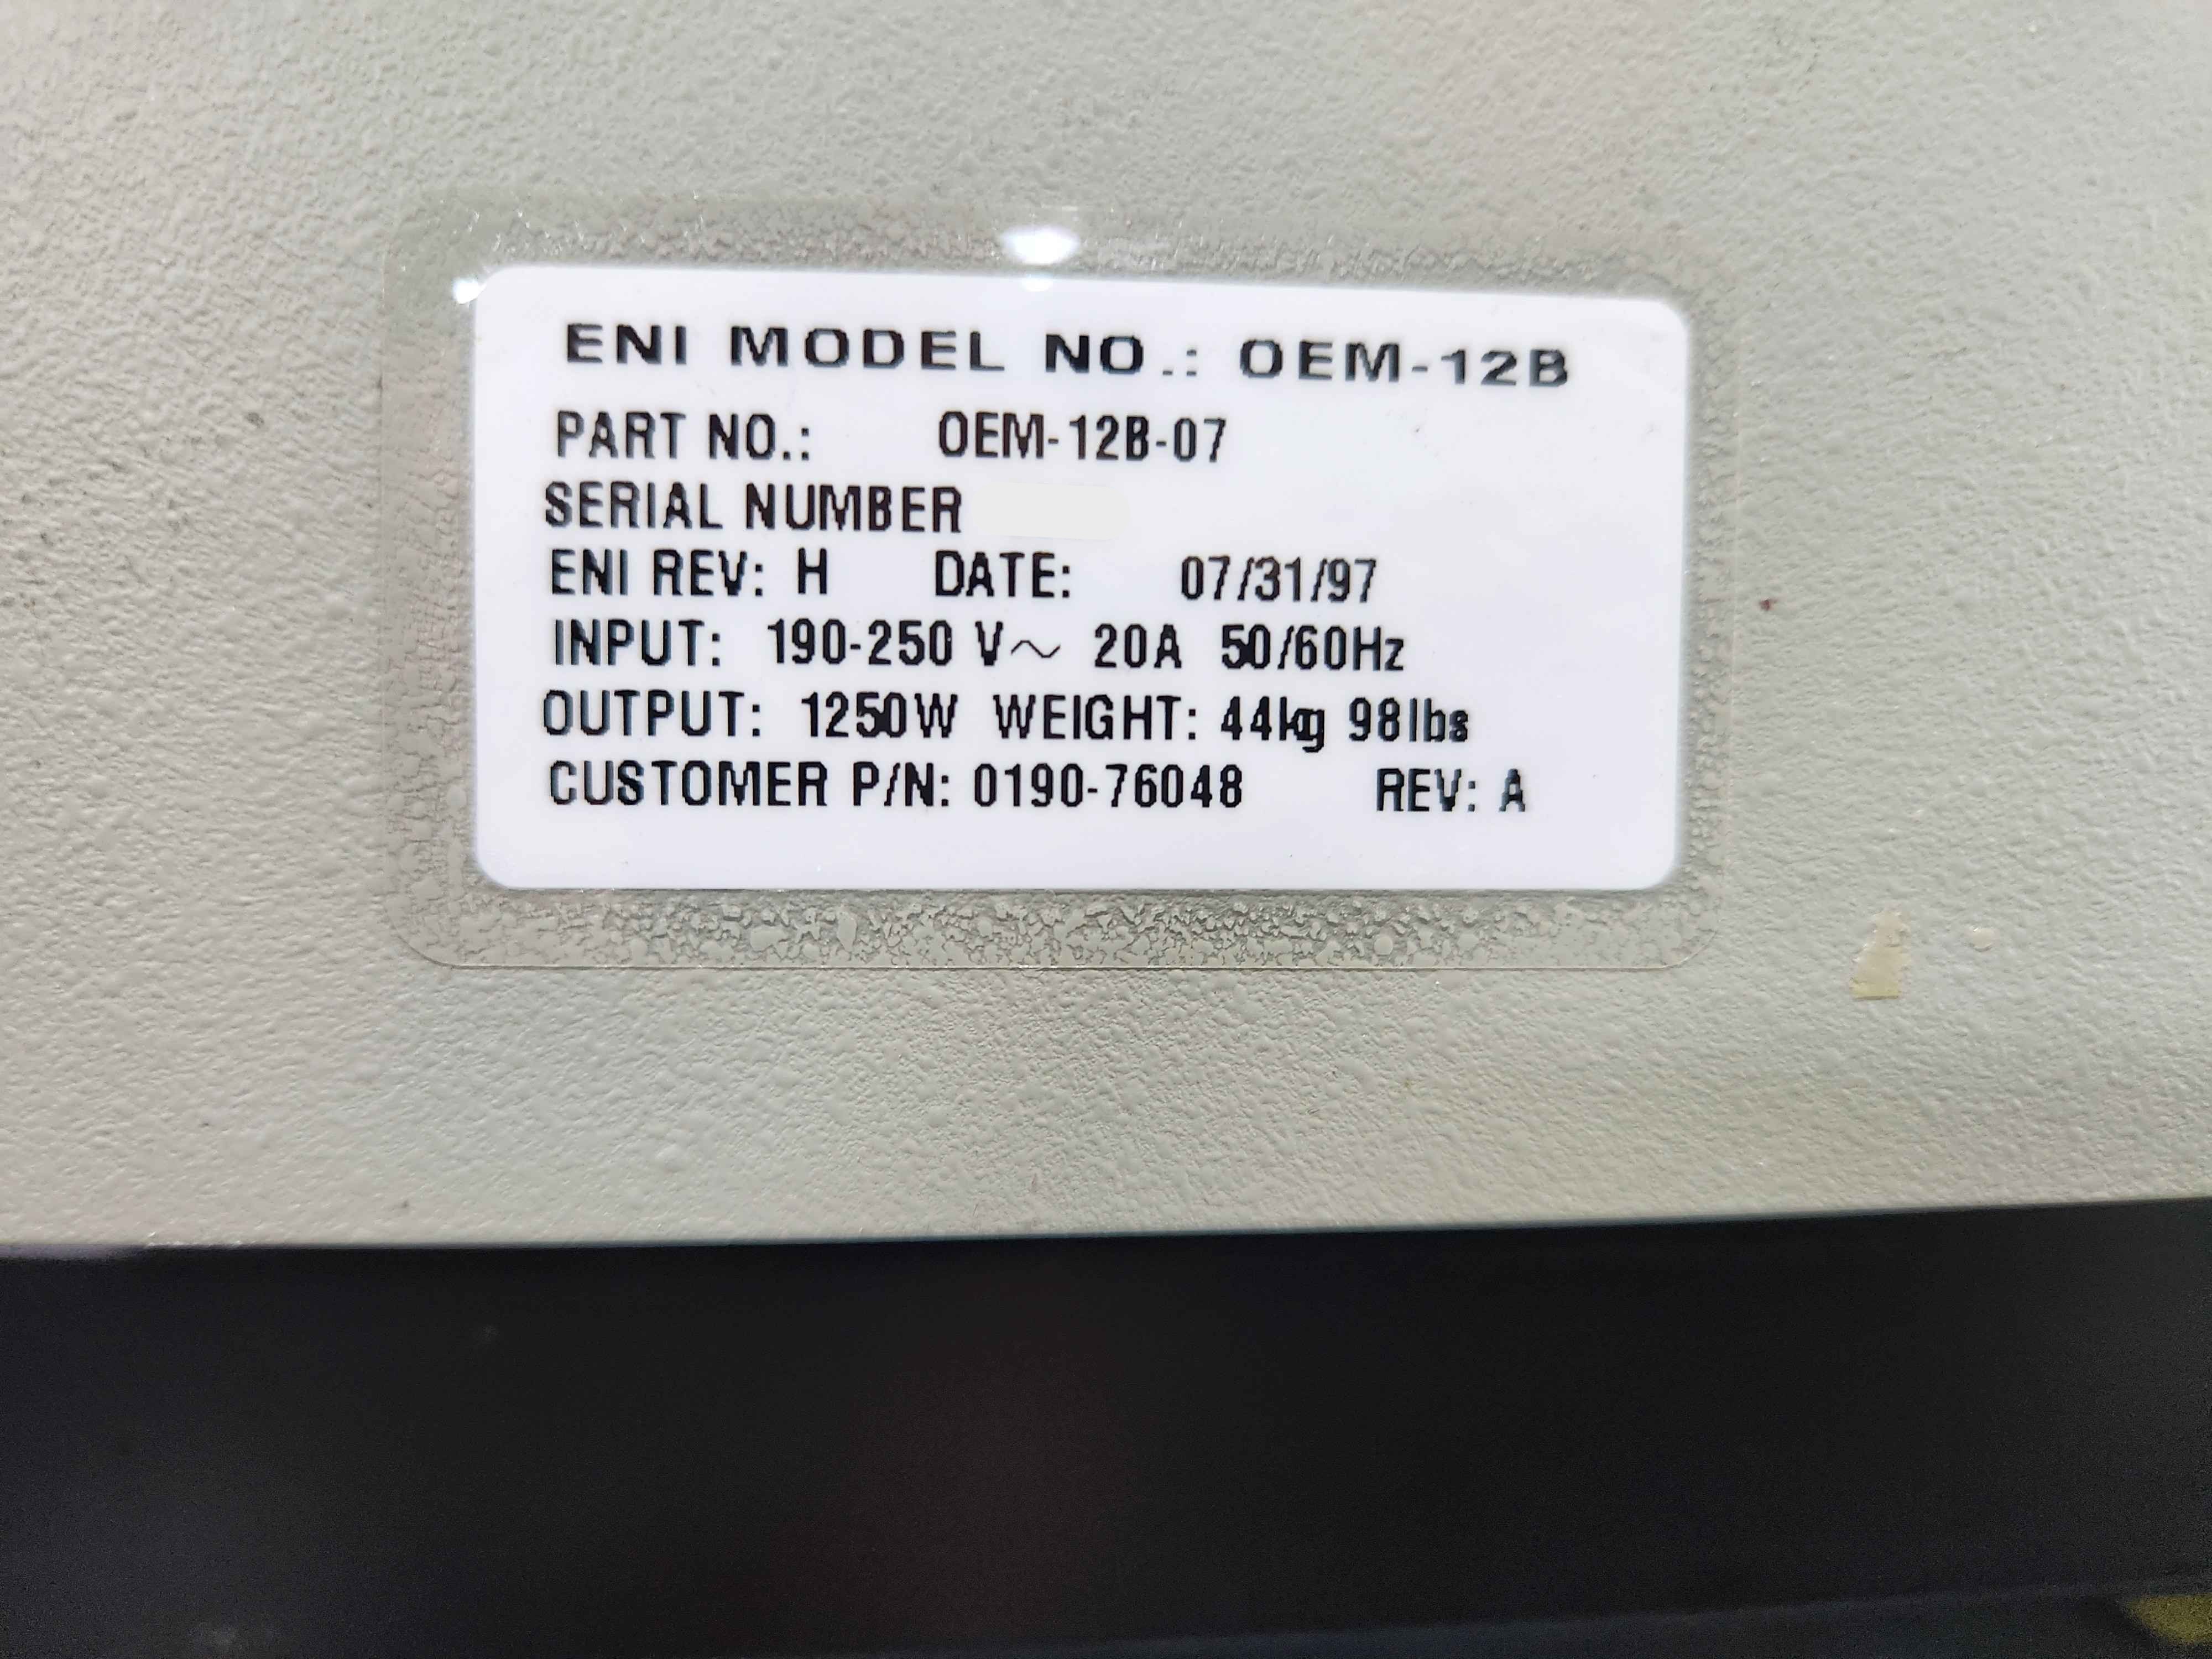 ENI MODEL NO.: OEM-12B
PART NO.: OEM-12B-07
SERIAL NUMBER
ENI REV: H DATE: 07/31/97
INPUT: 190-250 V~ 20A 50/60Hz
OUTPUT: 1250W WEIGHT: 44kg 98lbs
CUSTOMER P/N: 0190-76048 REV: A